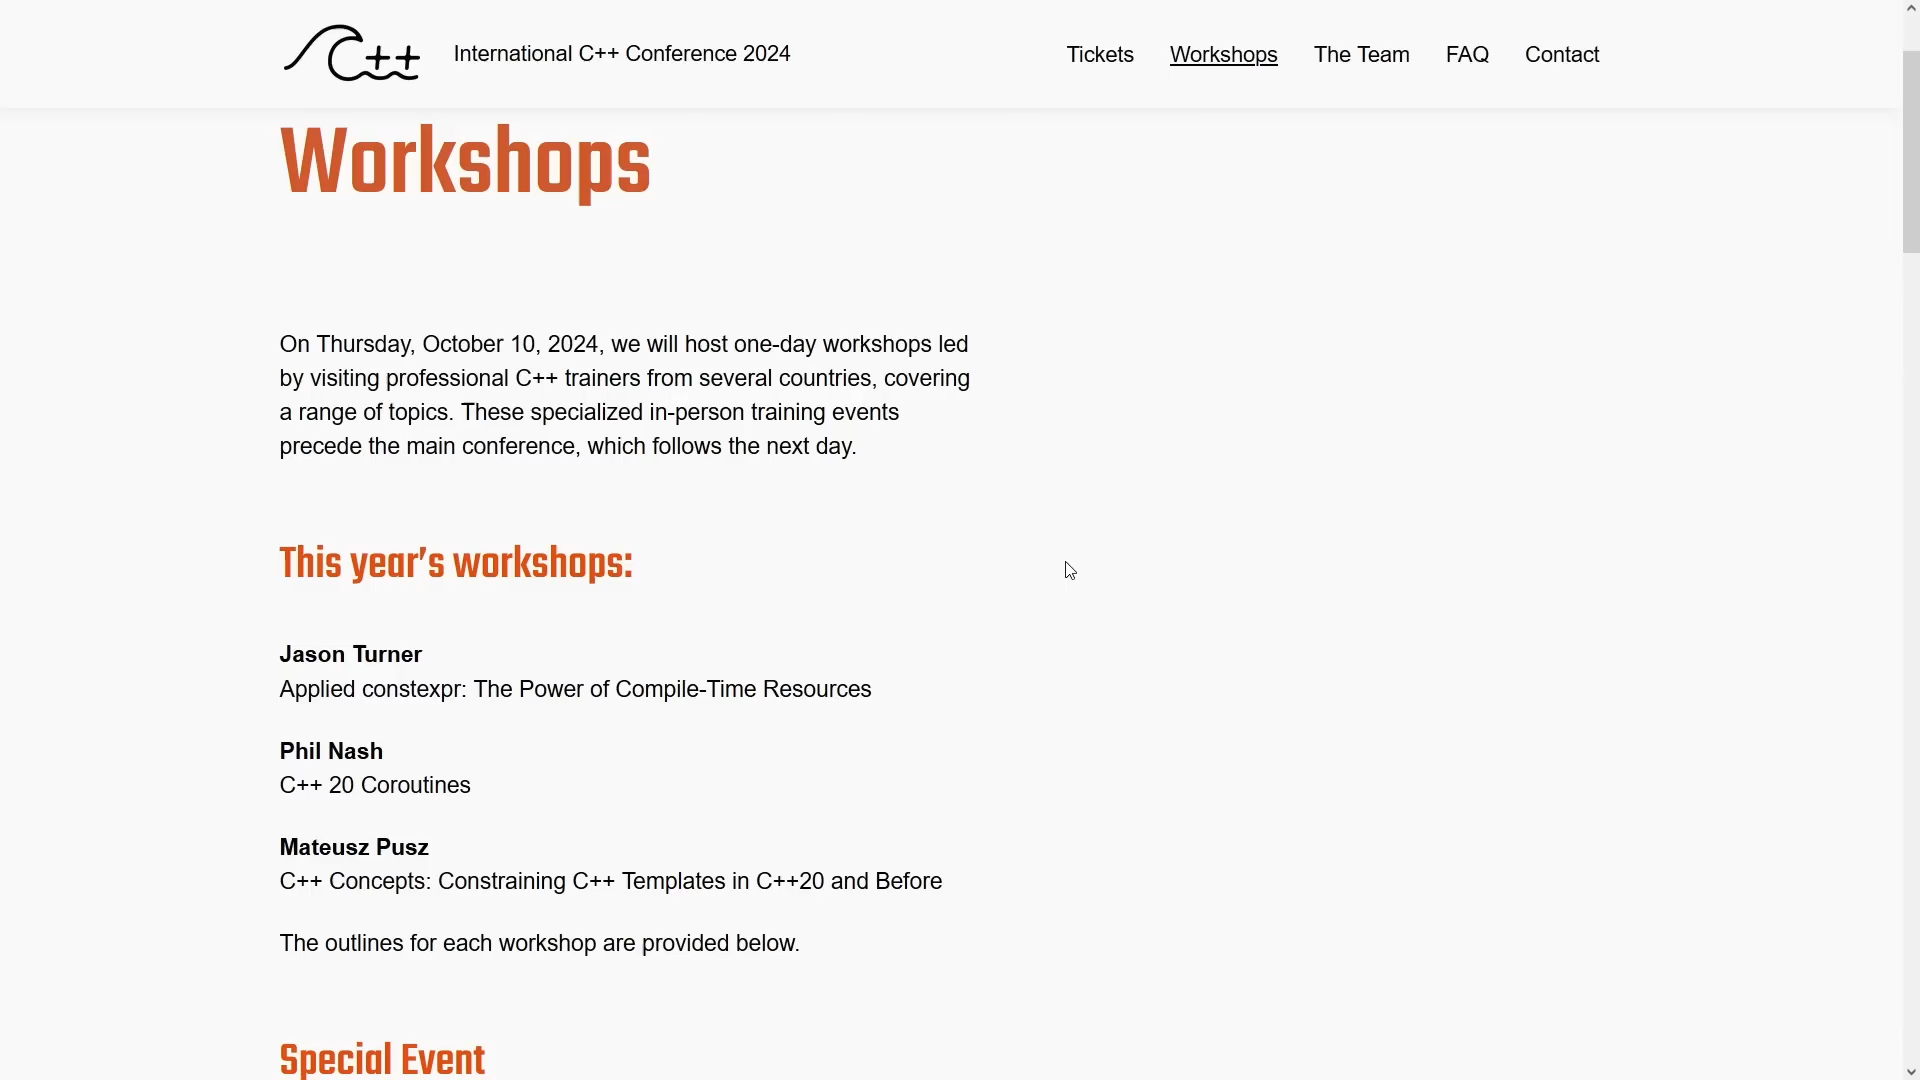 C++
International C++ Conference 2024
Tickets
Workshops
The Team
FAQ
Contact
Workshops
On Thursday, October 10, 2024, we will host one-day workshops led
by visiting professional C++ trainers from several countries, covering
a range of topics. These specialized in-person training events
precede the main conference, which follows the next day.
This year’s workshops:
Jason Turner
Applied constexpr: The Power of Compile-Time Resources
Phil Nash
C++ 20 Coroutines
Mateusz Pusz
C++ Concepts: Constraining C++ Templates in C++20 and Before
The outlines for each workshop are provided below.
Special Event